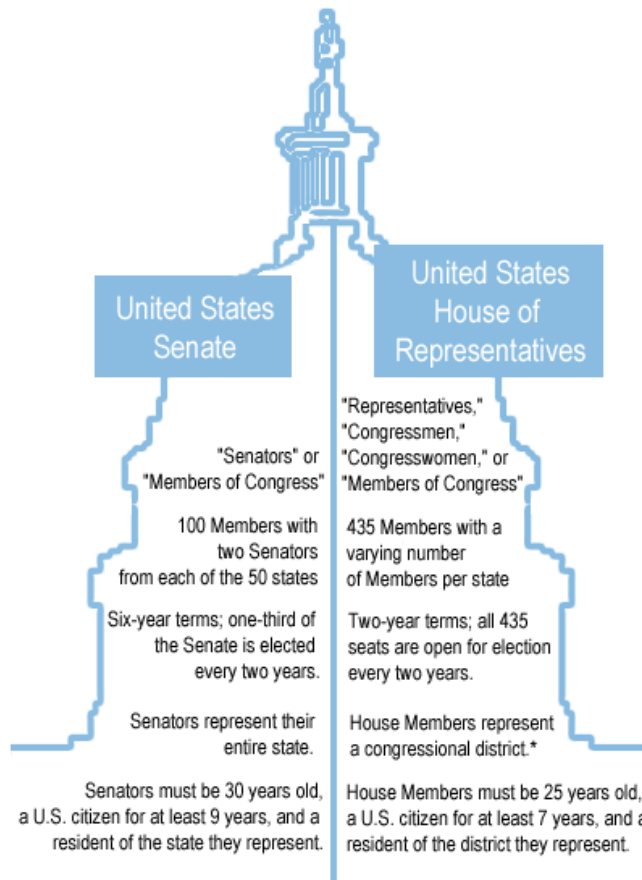 United States
Senate
United States
House of
Representatives
"Senators" or
"Members of Congress"
"Representatives,"
"Congressmen,"
"Congresswomen," or
"Members of Congress"
100 Members with
two Senators
from each of the 50 states
435 Members with a
varying number
of Members per state
Six-year terms; one-third of
the Senate is elected
every two years.
Two-year terms; all 435
seats are open for election
every two years.
Senators represent their
entire state.
House Members represent
a congressional district.*
Senators must be 30 years old,
a U.S. citizen for at least 9 years, and a
resident of the state they represent.
House Members must be 25 years old,
a U.S. citizen for at least 7 years, and a
resident of the district they represent.